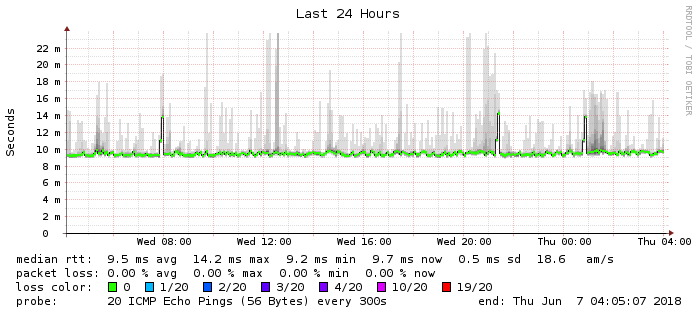 Last 24 Hours
RRDTOOL / TOBI OETIKER
Seconds
22 m
20 m
18 m
16 m
14 m
12 m
10 m
8 m
6 m
4 m
2 m
0
Wed 08:00 Wed 12:00 Wed 16:00 Wed 20:00 Thu 00:00 Thu 04:00
median rtt: 9.5 ms avg 14.2 ms max 9.2 ms min 9.7 ms now 0.5 ms sd 18.6 am/s
packet loss: 0.00 % avg 0.00 % max 0.00 % min 0.00 % now
loss color: 0 1/20 2/20 3/20 4/20 10/20 19/20
probe: 20 ICMP Echo Pings (56 Bytes) every 300s end: Thu Jun 7 04:05:07 2018